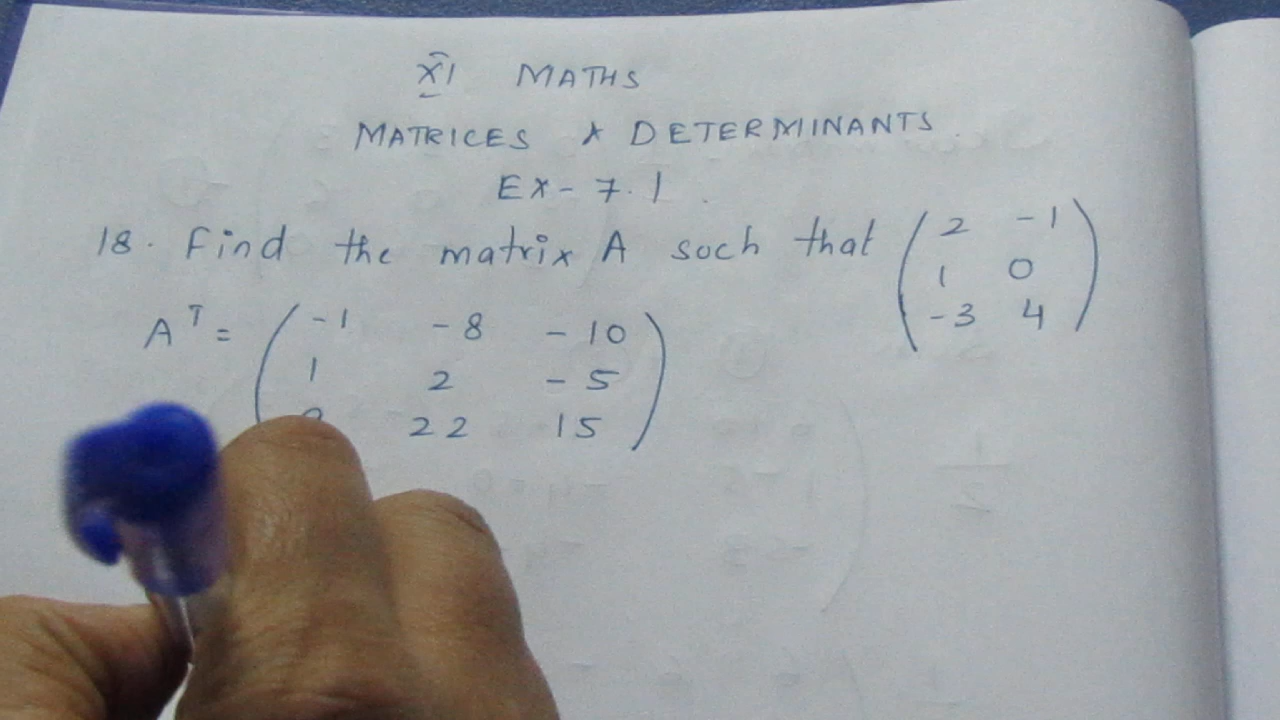 XI MATHS
MATRICES & DETERMINANTS
EX-7.1.
18. Find the matrix A such that ( 2 -1
1 0
-3 4 )
A^T = ( -1 -8 -10
1 2 -5
22 15 )